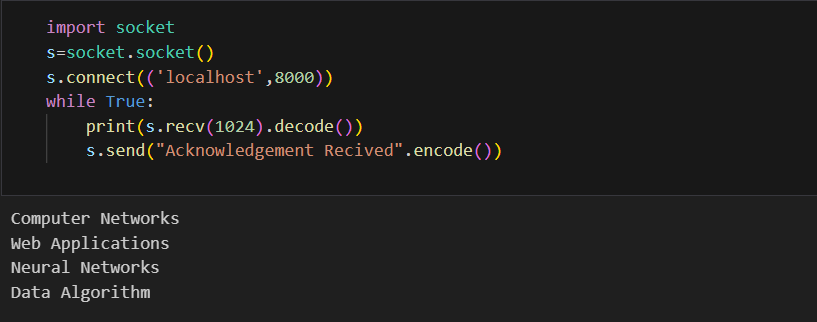 import socket
s=socket.socket()
s.connect(('localhost',8000))
while True:
    print(s.recv(1024).decode())
    s.send("Acknowledgement Recived".encode())
Computer Networks
Web Applications
Neural Networks
Data Algorithm